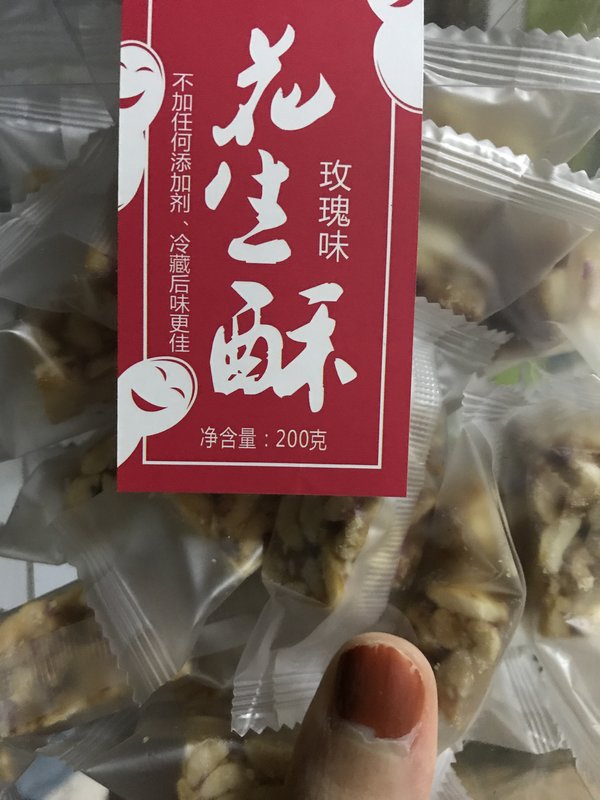 花生酥
玫瑰味
不加任何添加剂、冷藏后味更佳
净含量：200克